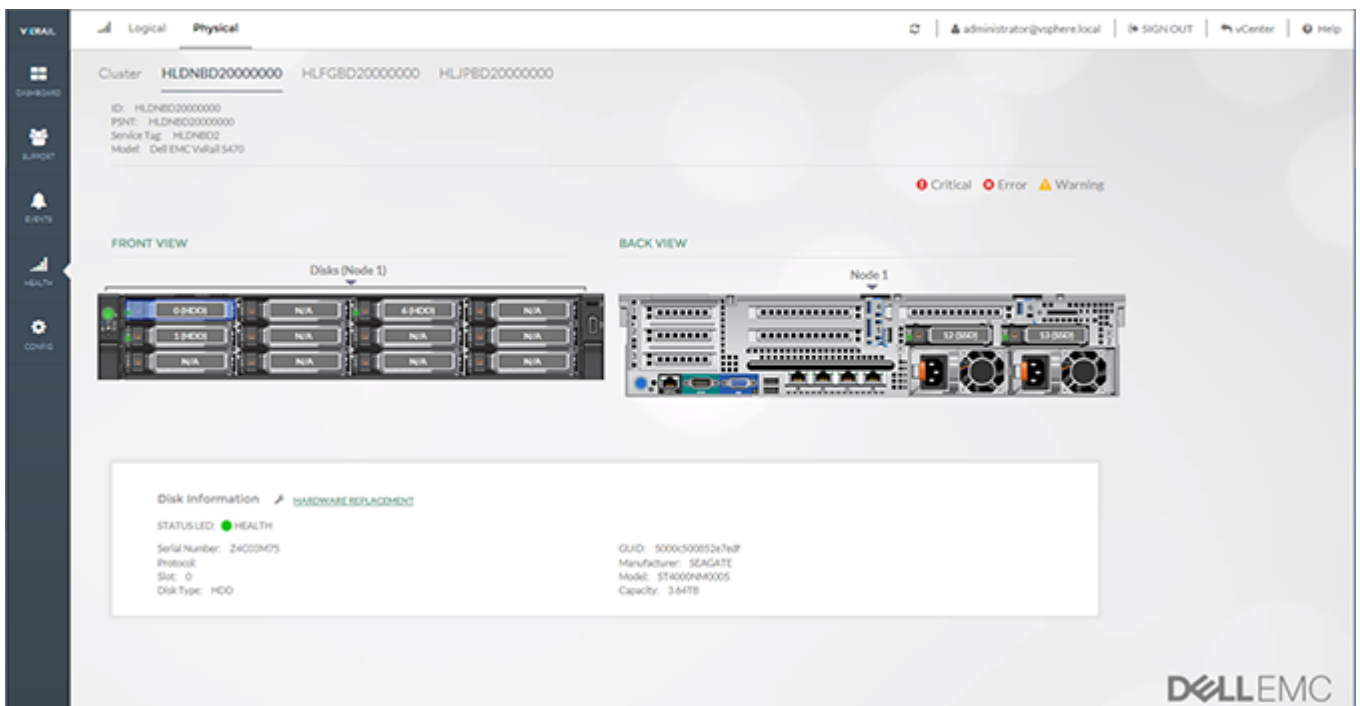 VXRAIL
Logical Physical
administrator@vsphere.local SIGN OUT vCenter Help
DASHBOARD
SUPPORT
EVENTS
HEALTH
CONFIG
Cluster HLDNBD20000000 HLFGBD20000000 HLJPBD20000000
ID: HLDNBD20000000
PSNT: HLDNBD20000000
Service Tag: HLDNBD2
Model: Dell EMC VxRail S470
Critical Error Warning
FRONT VIEW
Disks (Node 1)
0 (HDD) N/A 6 (HDD) N/A
1 (HDD) N/A N/A N/A
N/A N/A N/A N/A
BACK VIEW
Node 1
12 (SSD) 13 (SSD)
Disk Information HARDWARE REPLACEMENT
STATUS LED: HEALTH
Serial Number: Z4C03M75
Protocol:
Slot: 0
Disk Type: HDD
GUID: 5000c500852e7edf
Manufacturer: SEAGATE
Model: ST4000NM0005
Capacity: 3.64TB
DELLEMC